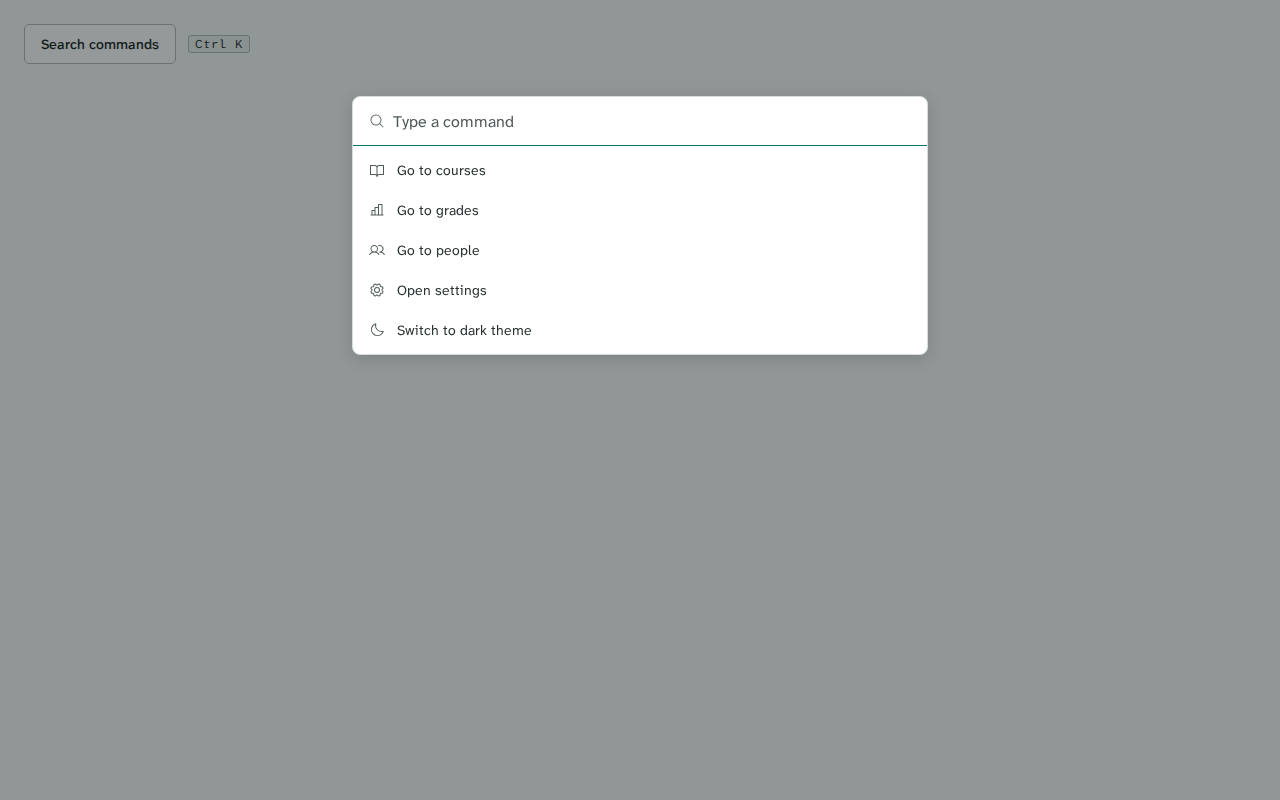 Search commands Ctrl K
Type a command
Go to courses
Go to grades
Go to people
Open settings
Switch to dark theme